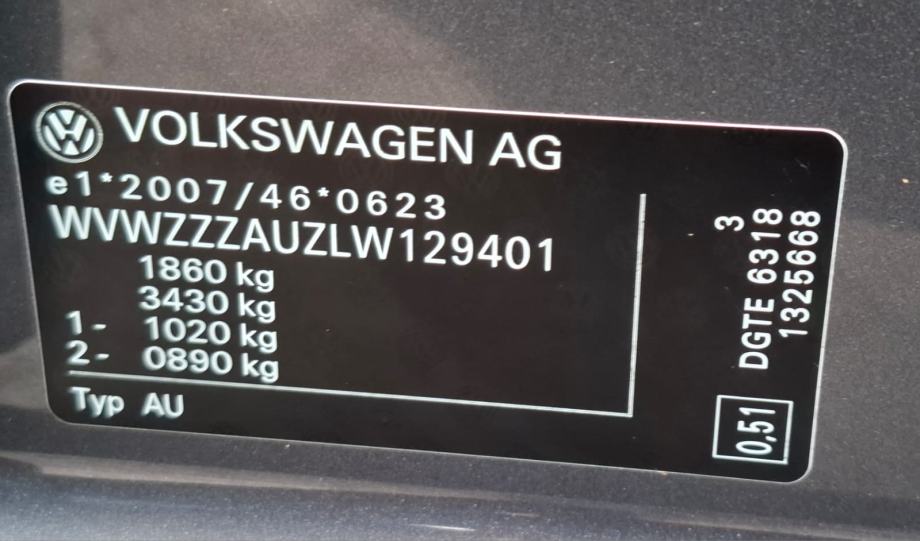 VOLKSWAGEN AG
e1*2007/46*0623
WVWZZZAUZLW129401
1860 kg
3430 kg
1- 1020 kg
2- 0890 kg
Typ AU
3
DGTE 6318
1325668
0,51